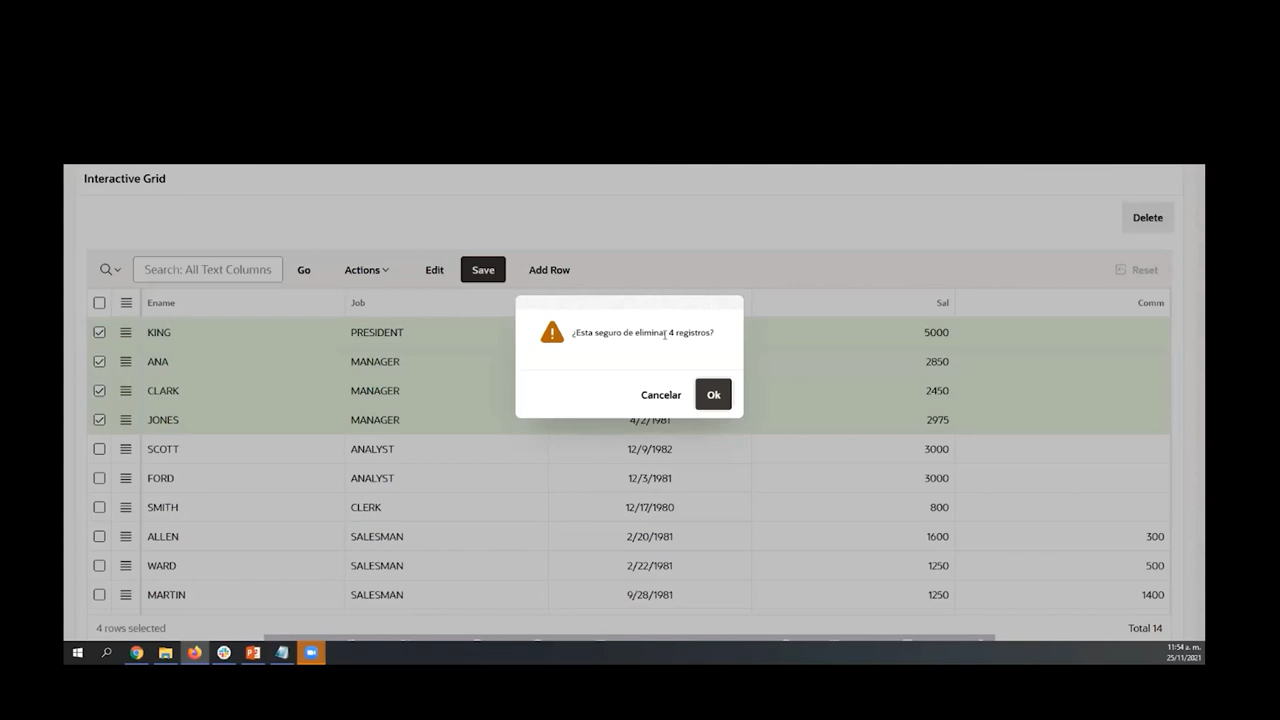 Interactive Grid
Delete
Search: All Text Columns Go Actions Edit Save Add Row Reset
Ename Job Sal Comm
KING PRESIDENT 5000
ANA MANAGER 2850
CLARK MANAGER 2450
JONES MANAGER 4/2/1981 2975
SCOTT ANALYST 12/9/1982 3000
FORD ANALYST 12/3/1981 3000
SMITH CLERK 12/17/1980 800
ALLEN SALESMAN 2/20/1981 1600 300
WARD SALESMAN 2/22/1981 1250 500
MARTIN SALESMAN 9/28/1981 1250 1400
4 rows selected Total 14
¿Esta seguro de eliminar 4 registros?
Cancelar Ok
11:54 a. m.
25/11/2021